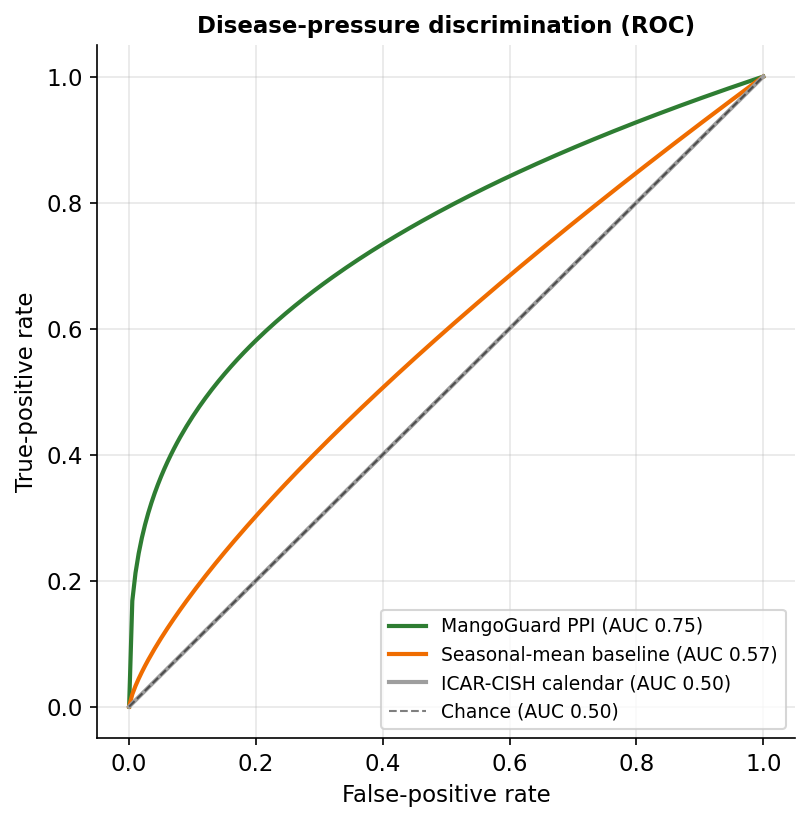 Disease-pressure discrimination (ROC)
True-positive rate
1.0
0.8
0.6
0.4
0.2
0.0
MangoGuard PPI (AUC 0.75)
Seasonal-mean baseline (AUC 0.57)
ICAR-CISH calendar (AUC 0.50)
Chance (AUC 0.50)
0.0 0.2 0.4 0.6 0.8 1.0
False-positive rate